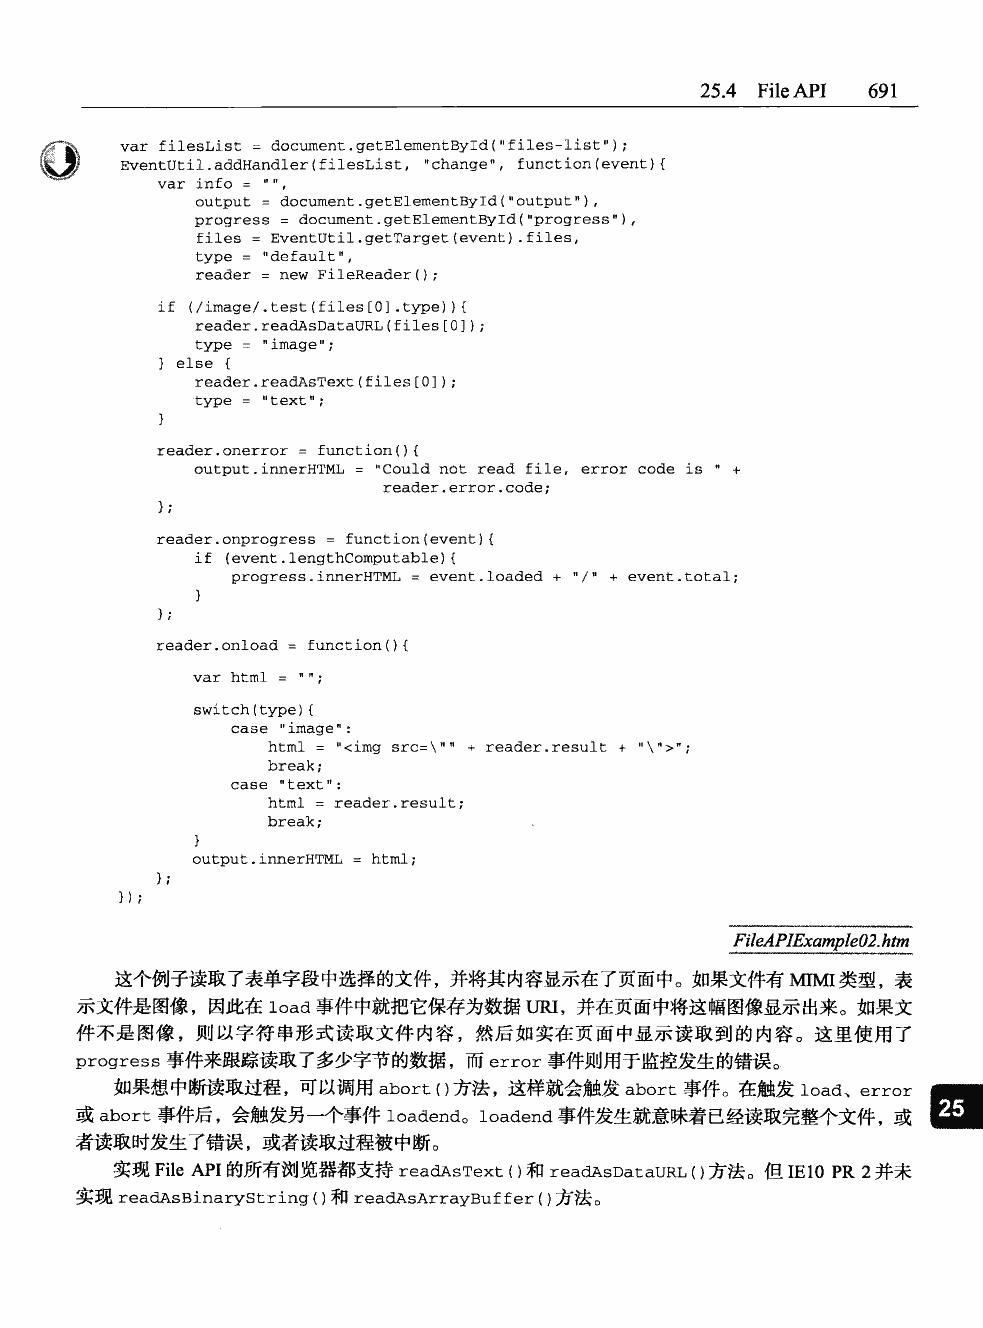 25.4 File API 691
var filesList = document.getElementById("files-list");
EventUtil.addHandler(filesList, "change", function(event){
    var info = "",
        output = document.getElementById("output"),
        progress = document.getElementById("progress"),
        files = EventUtil.getTarget(event).files,
        type = "default",
        reader = new FileReader();
    if (/image/.test(files[0].type)){
        reader.readAsDataURL(files[0]);
        type = "image";
    } else {
        reader.readAsText(files[0]);
        type = "text";
    }
    reader.onerror = function(){
        output.innerHTML = "Could not read file, error code is " +
                            reader.error.code;
    };
    reader.onprogress = function(event){
        if (event.lengthComputable){
            progress.innerHTML = event.loaded + "/" + event.total;
        }
    };
    reader.onload = function(){
        var html = "";
        switch(type){
            case "image":
                html = "<img src=\"" + reader.result + "\">";
                break;
            case "text":
                html = reader.result;
                break;
        }
        output.innerHTML = html;
    };
});
FileAPIExample02.htm
这个例子读取了表单字段中选择的文件，并将其内容显示在了页面中。如果文件有 MIMI 类型，表
示文件是图像，因此在 load 事件中就把它保存为数据 URI，并在页面中将这幅图像显示出来。如果文
件不是图像，则以字符串形式读取文件内容，然后如实在页面中显示读取到的内容。这里使用了
progress 事件来跟踪读取了多少字节的数据，而 error 事件则用于监控发生的错误。
如果想中断读取过程，可以调用 abort()方法，这样就会触发 abort 事件。在触发 load、error
或 abort 事件后，会触发另一个事件 loadend。loadend 事件发生就意味着已经读取完整个文件，或
者读取时发生了错误，或者读取过程被中断。
25
实现 File API 的所有浏览器都支持 readAsText()和 readAsDataURL()方法。但 IE10 PR 2 并未
实现 readAsBinaryString()和 readAsArrayBuffer()方法。